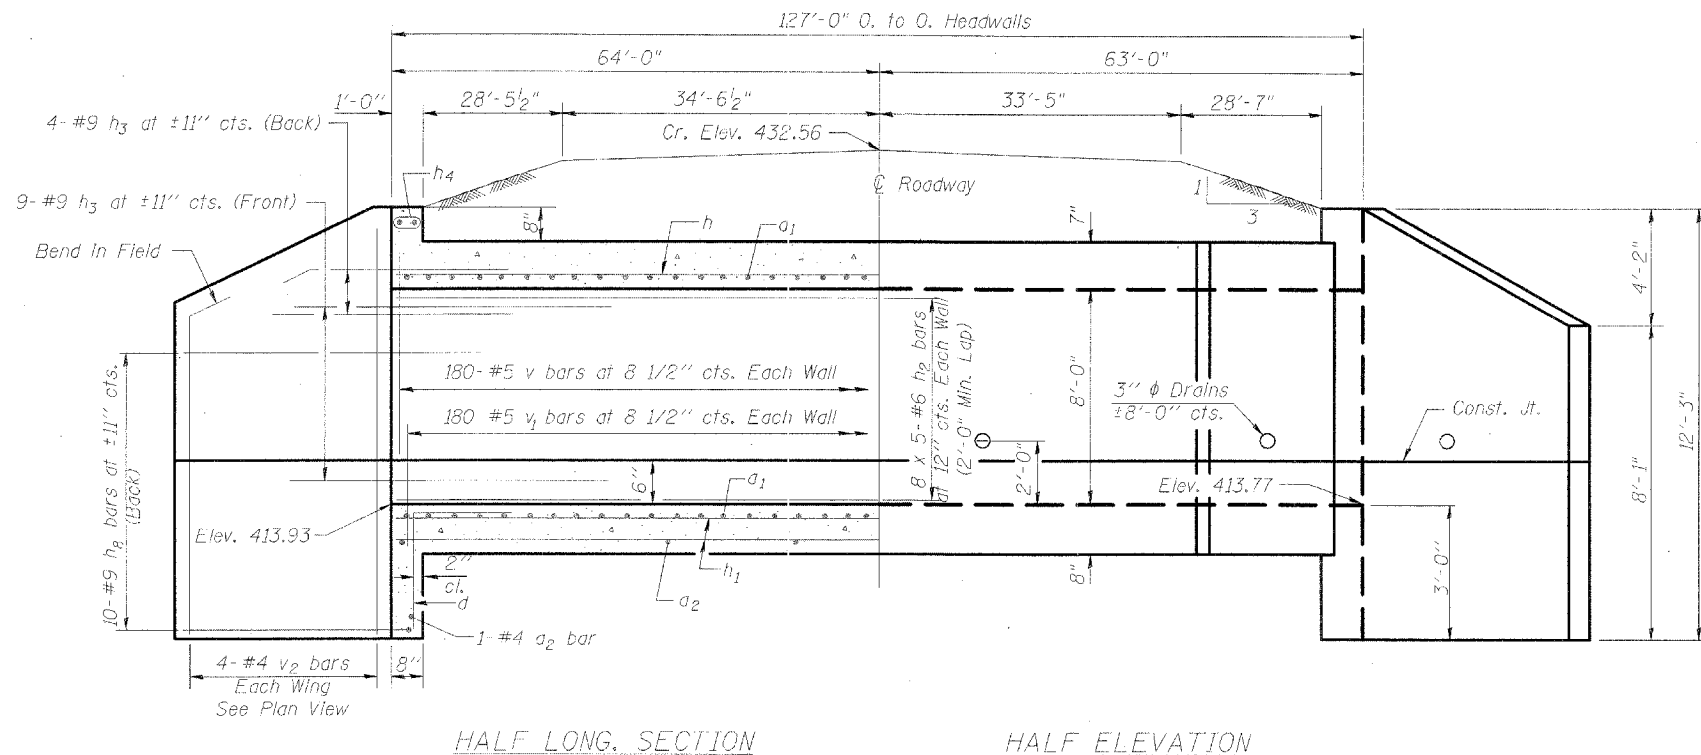 127'-0" O. to O. Headwalls
64'-0"
63'-0"
1'-0"
28'-5½"
34'-6½"
33'-5"
28'-7"
4-#9 h3 at ±11" cts. (Back)
Cr. Elev. 432.56
h4
℄ Roadway
1
3
9-#9 h3 at ±11" cts. (Front)
8"
h
a1
7"
Bend in Field
4'-2"
180-#5 v bars at 8 1/2" cts. Each Wall
180 #5 v1 bars at 8 1/2" cts. Each Wall
8 x 5-#6 h2 bars
at 12" cts. Each Wall
(2'-0" Min. Lap)
8'-0"
3" ϕ Drains
±8'-0" cts.
Const. Jt.
12'-3"
10-#9 h8 bars at ±11" cts.
(Back)
6"
a1
2'-0"
Elev. 413.77
8'-1"
Elev. 413.93
2"
cl.
d
h1
a2
8"
3'-0"
1-#4 a2 bar
4-#4 v2 bars
Each Wing
See Plan View
8"
HALF LONG. SECTION
HALF ELEVATION